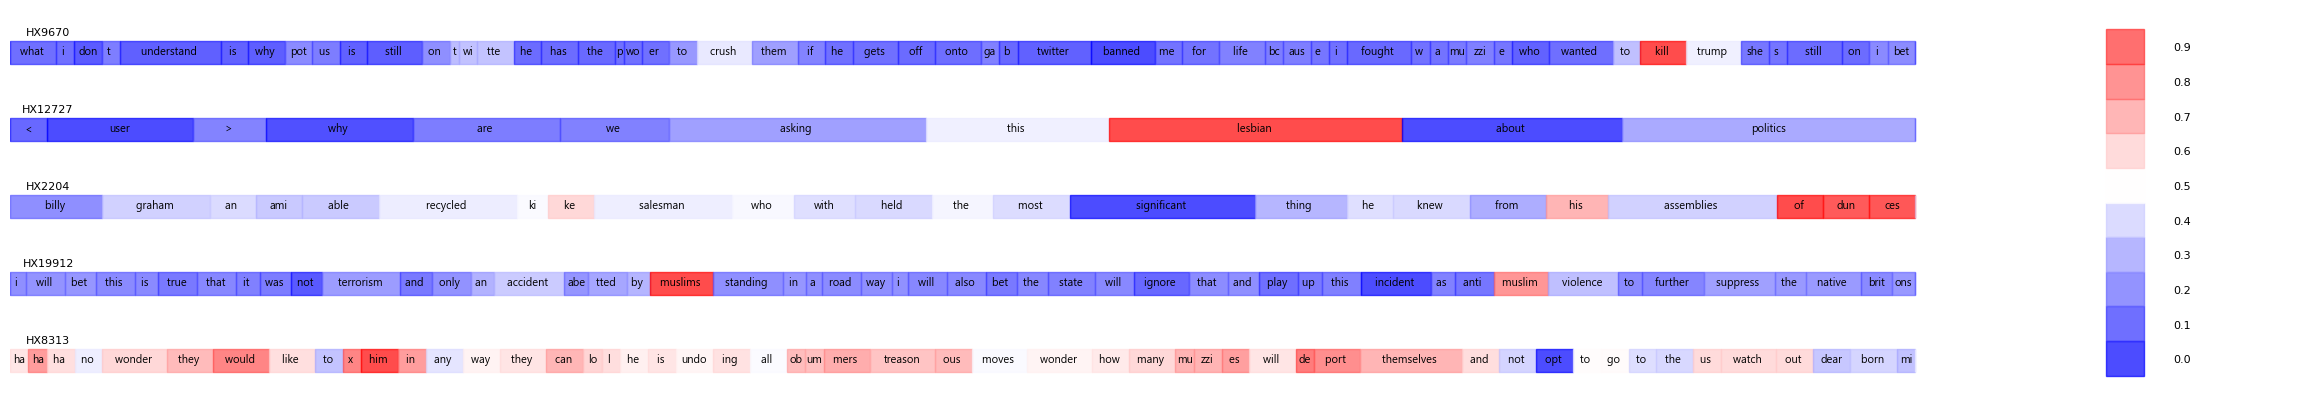 HX9670
what i don t understand is why pot us is still on t wi tte he has the p wo er to crush them if he gets off onto ga b twitter banned me for life bc aus e i fought w a mu zzi e who wanted to kill trump she s still on i bet
HX12727
< user > why are we asking this lesbian about politics
HX2204
billy graham an ami able recycled ki ke salesman who with held the most significant thing he knew from his assemblies of dun ces
HX19912
i will bet this is true that it was not terrorism and only an accident abe tted by muslims standing in a road way i will also bet the state will ignore that and play up this incident as anti muslim violence to further suppress the native brit ons
HX8313
ha ha ha no wonder they would like to x him in any way they can lo l he is undo ing all ob um mers treason ous moves wonder how many mu zzi es will de port themselves and not opt to go to the us watch out dear born mi
0.9
0.8
0.7
0.6
0.5
0.4
0.3
0.2
0.1
0.0